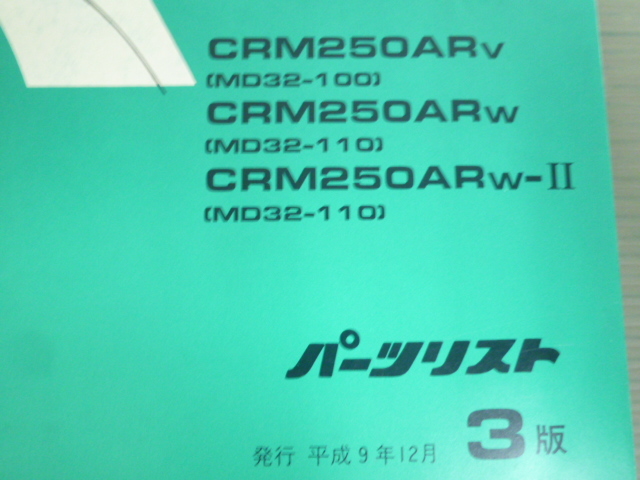 CRM250ARV
(MD32-100)
CRM250ARW
(MD32-110)
CRM250ARW-II
(MD32-110)
パーツリスト
3版
発行 平成9年12月